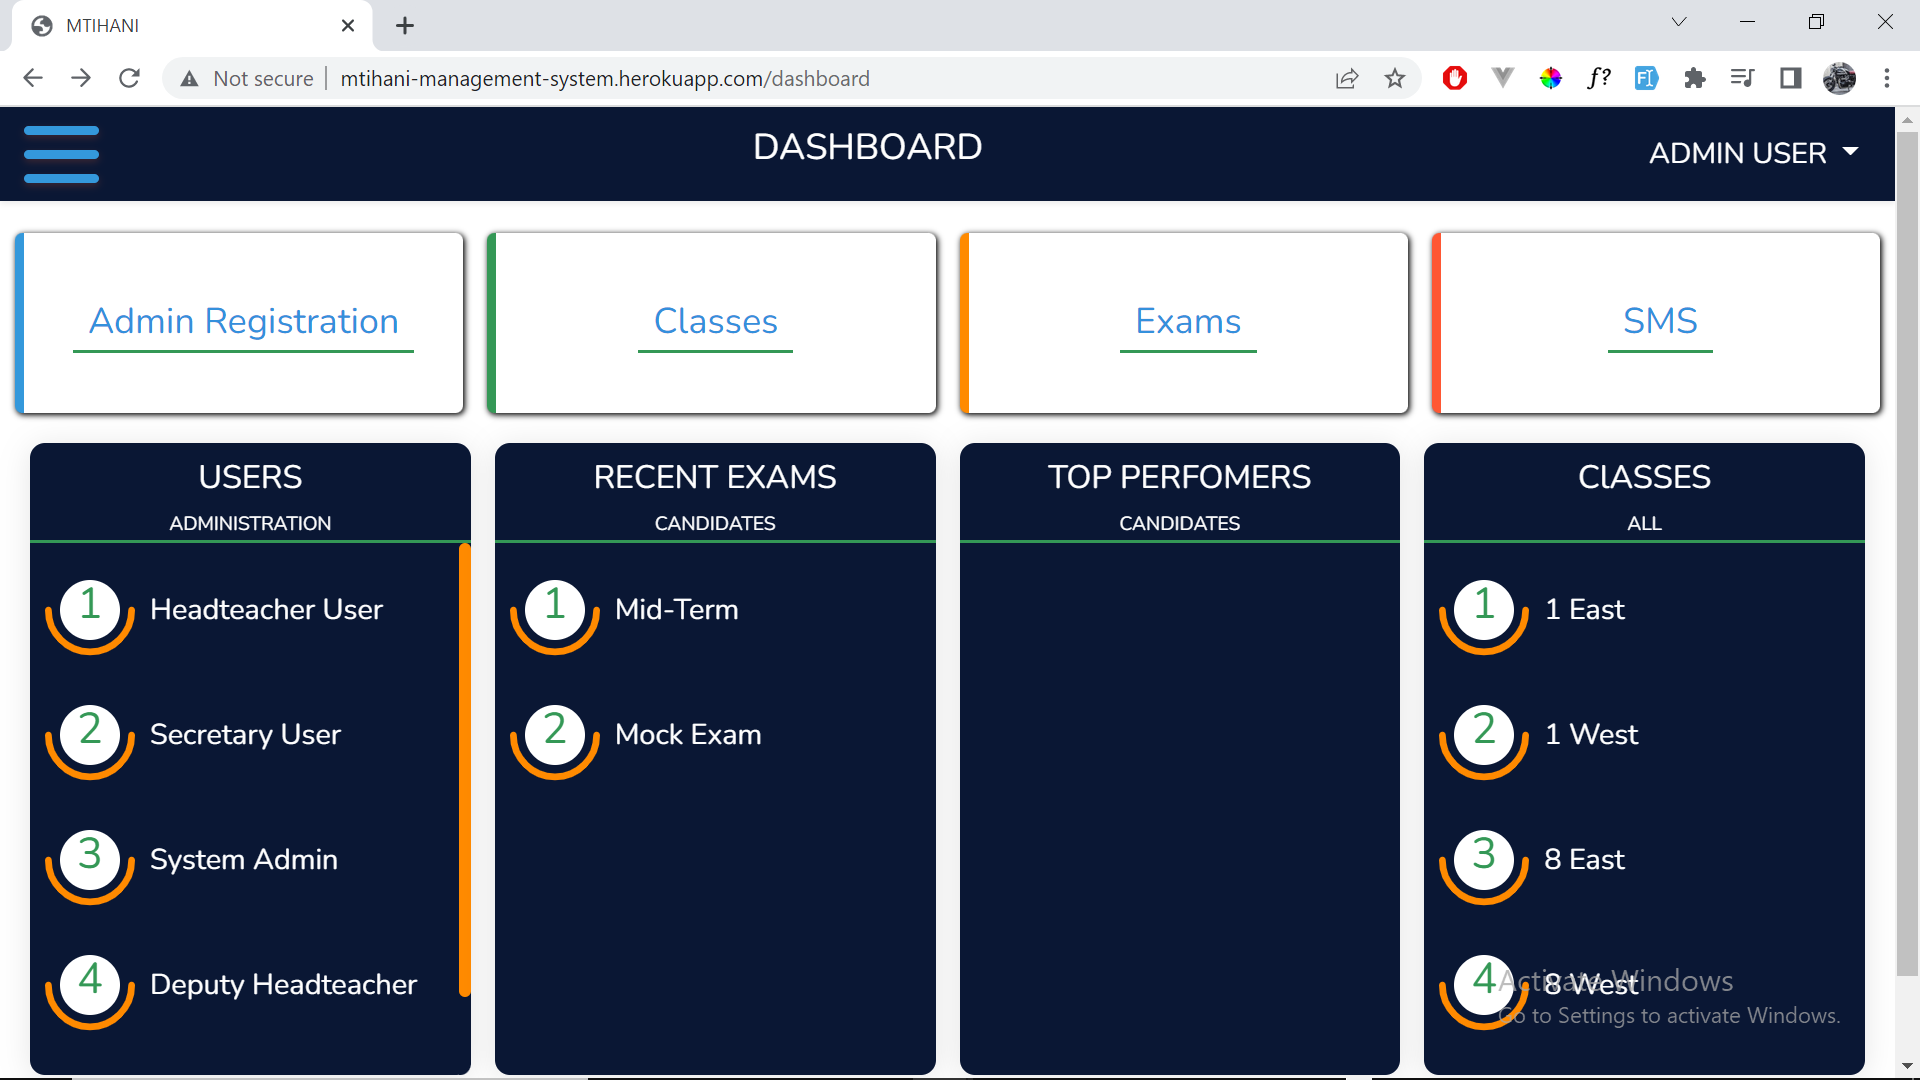 MTIHANI
Not secure
mtihani-management-system.herokuapp.com/dashboard
f?
DASHBOARD
ADMIN USER
Admin Registration
Classes
Exams
SMS
USERS
ADMINISTRATION
1 Headteacher User
2 Secretary User
3 System Admin
4 Deputy Headteacher
RECENT EXAMS
CANDIDATES
1 Mid-Term
2 Mock Exam
TOP PERFOMERS
CANDIDATES
ClASSES
ALL
1 1 East
2 1 West
3 8 East
4 8 West
Activate Windows
Go to Settings to activate Windows.